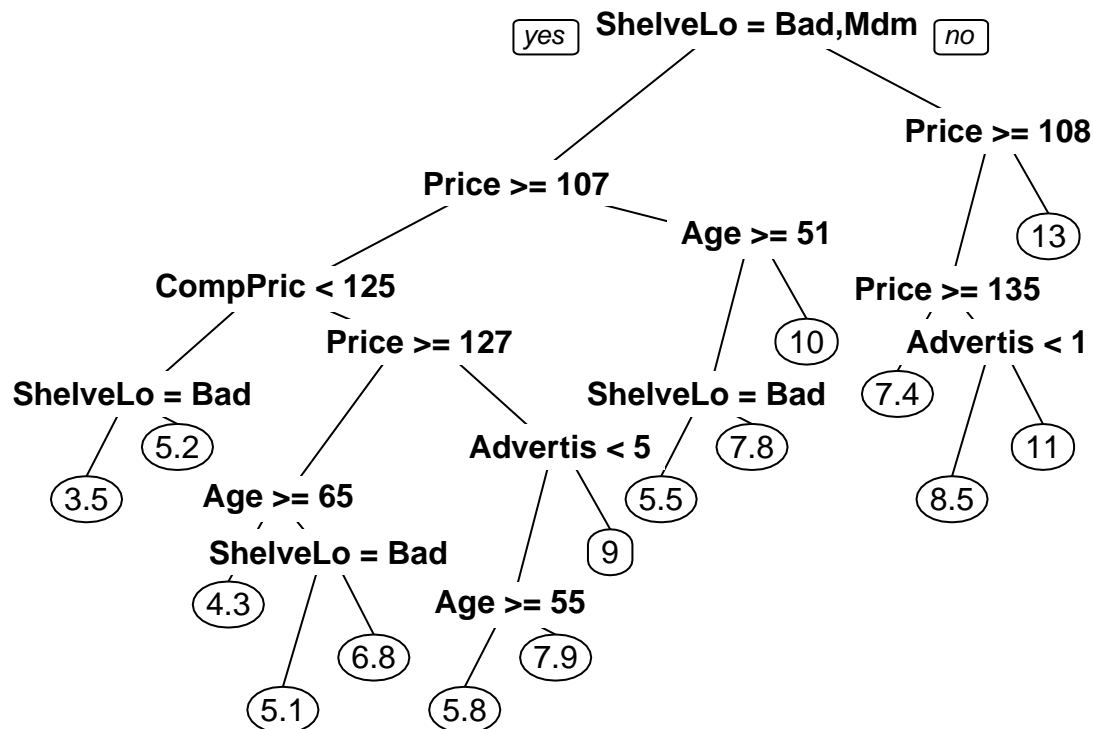 yes ShelveLo = Bad,Mdm no
Price >= 108
Price >= 107
13
Age >= 51
CompPric < 125
Price >= 135
Price >= 127
10
Advertis < 1
ShelveLo = Bad
ShelveLo = Bad
7.4
5.2
Advertis < 5
7.8
11
3.5
Age >= 65
5.5
8.5
ShelveLo = Bad
9
4.3
Age >= 55
6.8
7.9
5.1
5.8